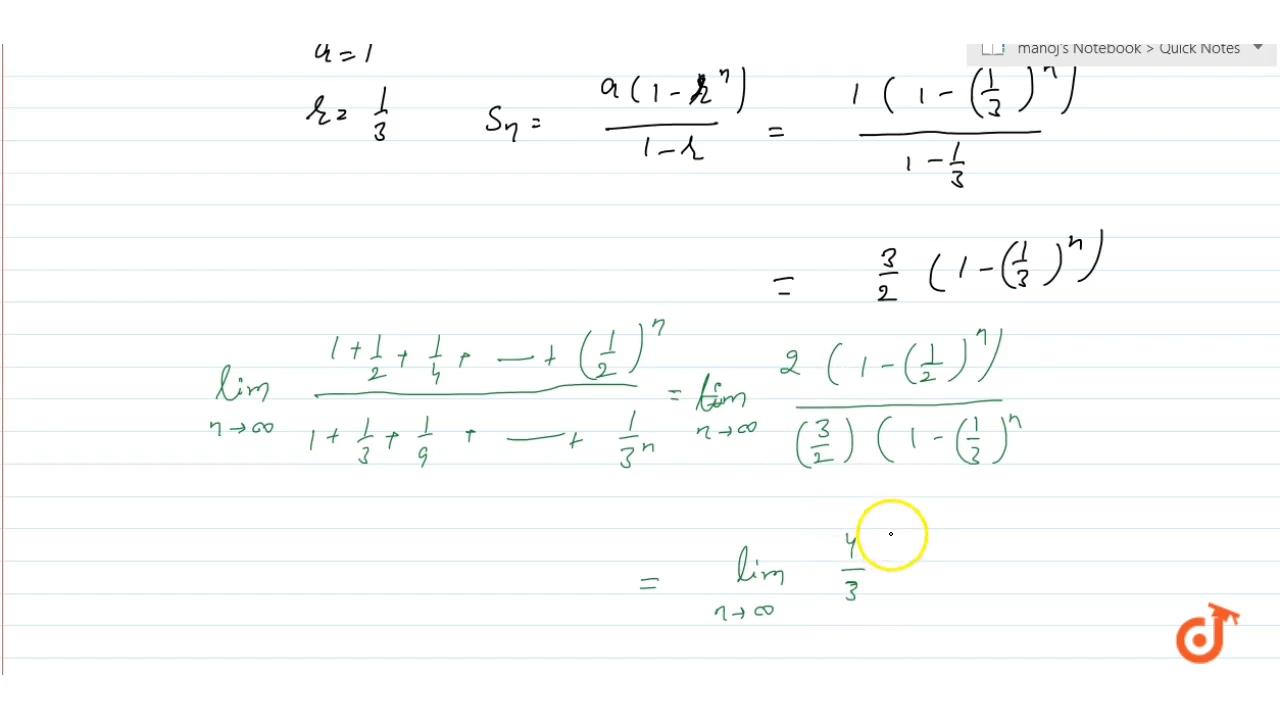 manoj's Notebook > Quick Notes
a = 1
r = 1/3 Sn = a(1 - r^n) / 1 - r = 1(1 - (1/3)^n) / 1 - 1/3
= 3/2 (1 - (1/3)^n)
lim n→∞ 1 + 1/2 + 1/4 + — + (1/2)^n / 1 + 1/3 + 1/9 + — + 1/3^n = lim n→∞ 2(1 - (1/2)^n) / (3/2)(1 - (1/3)^n
= lim n→∞ 4/3